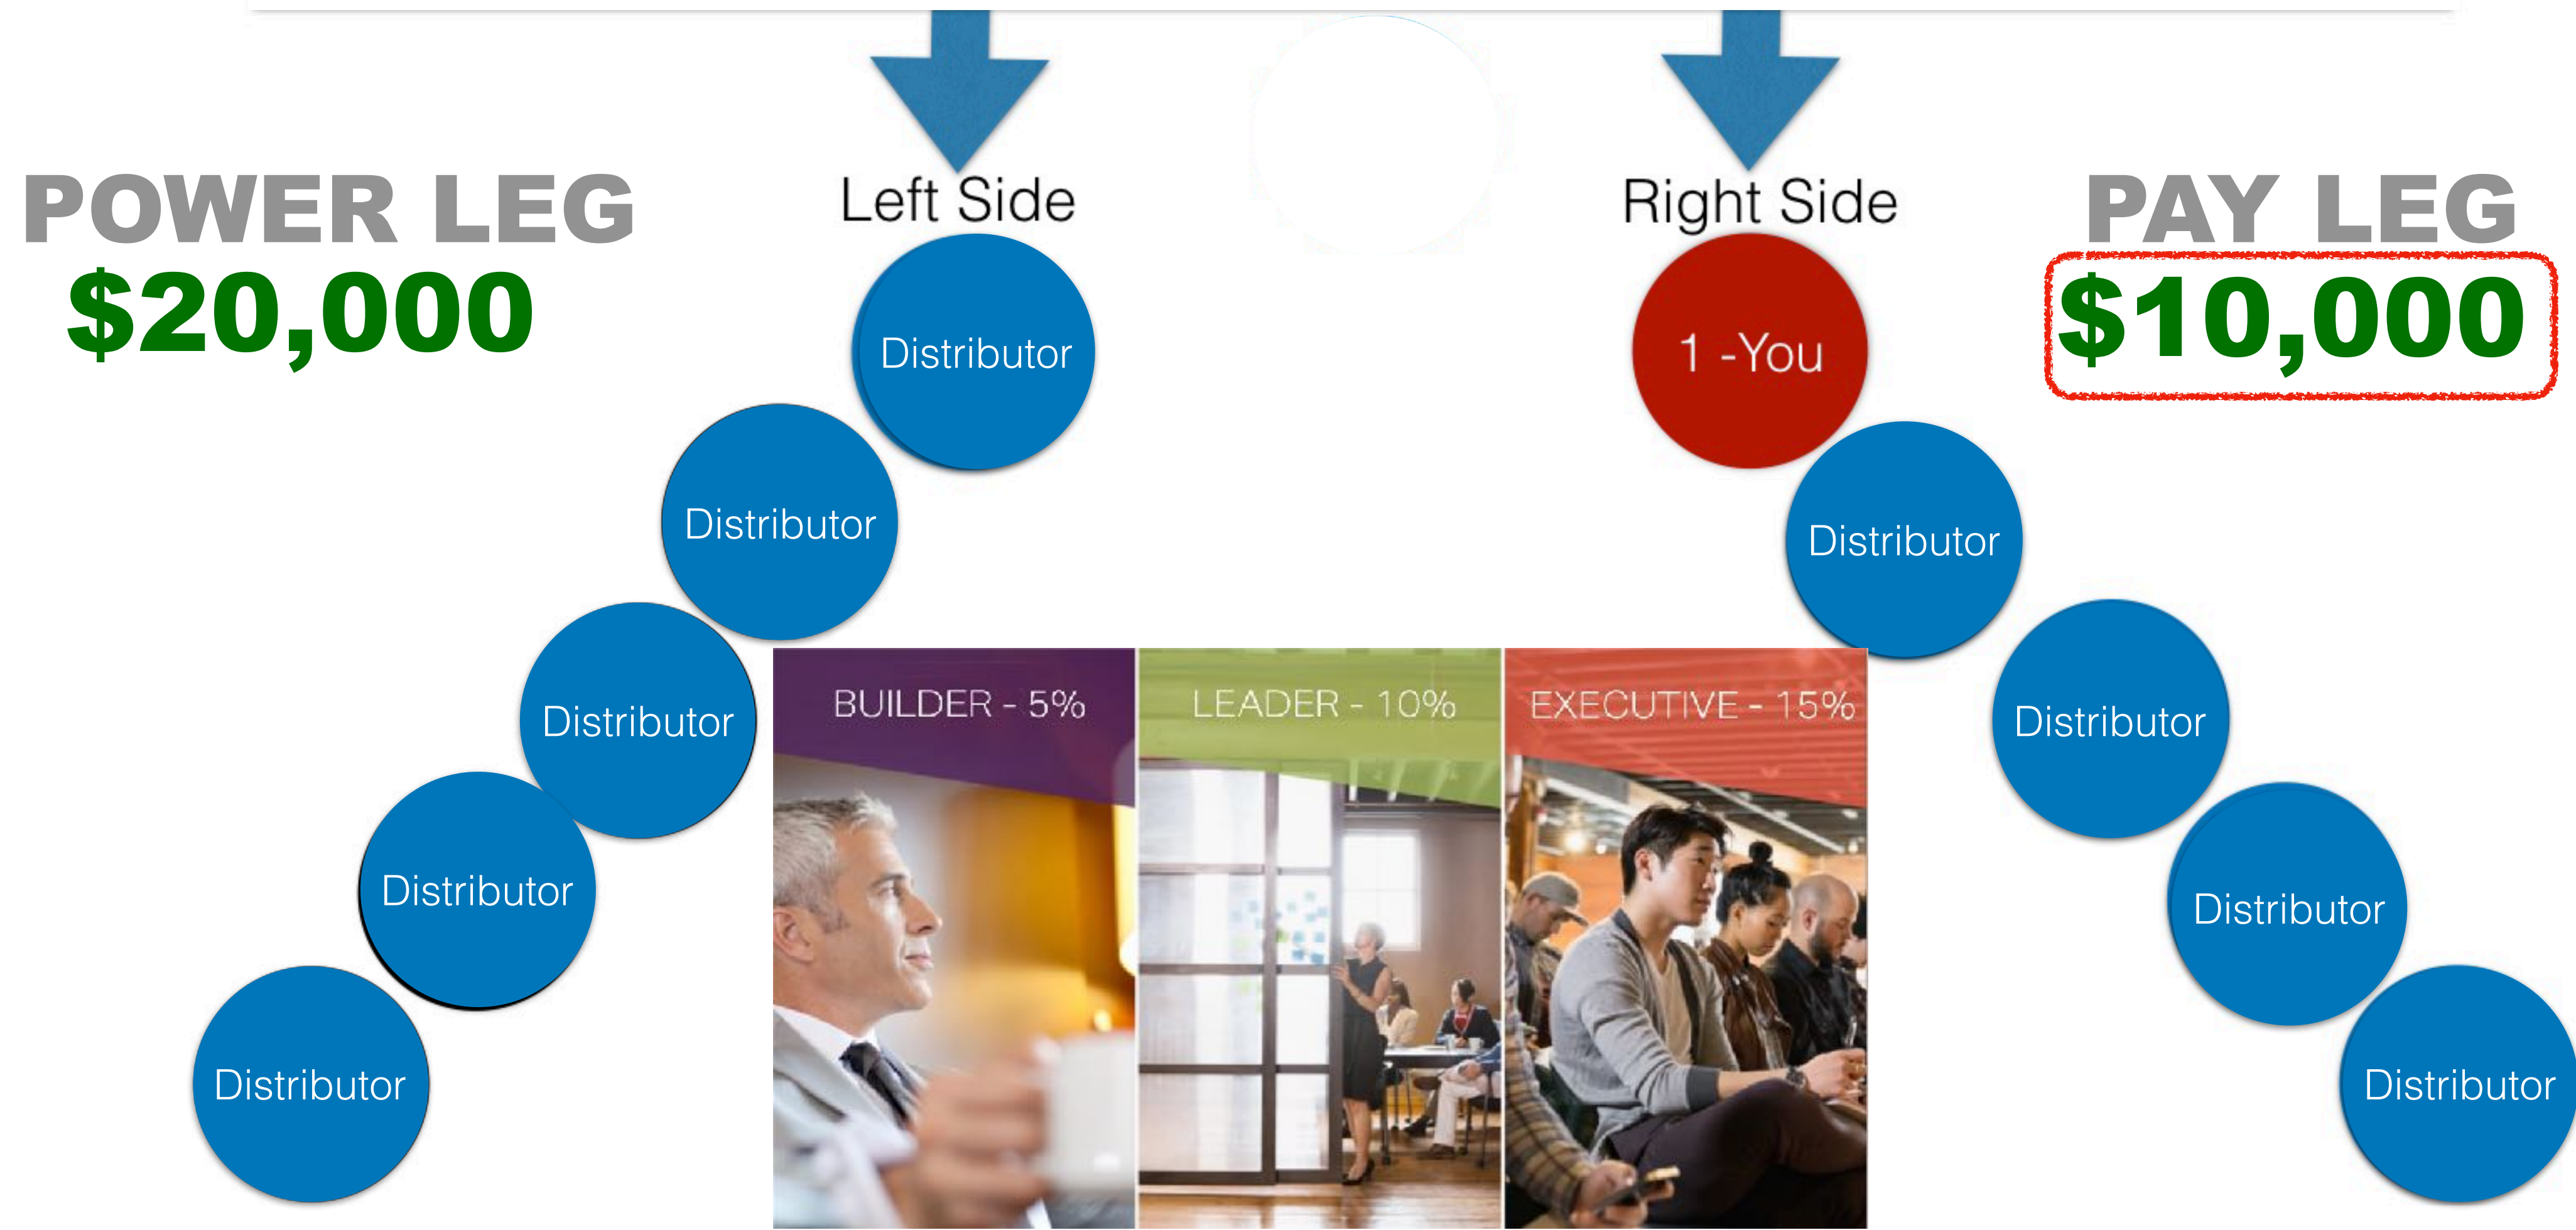 Left Side
Right Side
POWER LEG
PAY LEG
$20,000
$10,000
Distributor
1 -You
Distributor
Distributor
Distributor
Distributor
BUILDER - 5%
LEADER - 10%
EXECUTIVE - 15%
Distributor
Distributor
Distributor
Distributor
Distributor